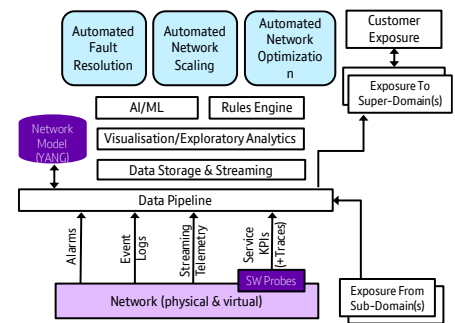 Automated
Fault
Resolution
Automated
Network
Scaling
Automated
Network
Optimizatio
n
Customer
Exposure
Exposure To
Super-Domain(s)
AI/ML
Rules Engine
Network
Model
(YANG)
Visualisation/Exploratory Analytics
Data Storage & Streaming
Data Pipeline
Alarms
Event
Logs
Streaming
Telemetry
Service
KPIs
(+Traces)
SW Probes
Network (physical & virtual)
Exposure From
Sub-Domain(s)